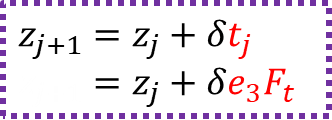 z_{j+1} = z_j + δt_j
= z_j + δe_3F_t